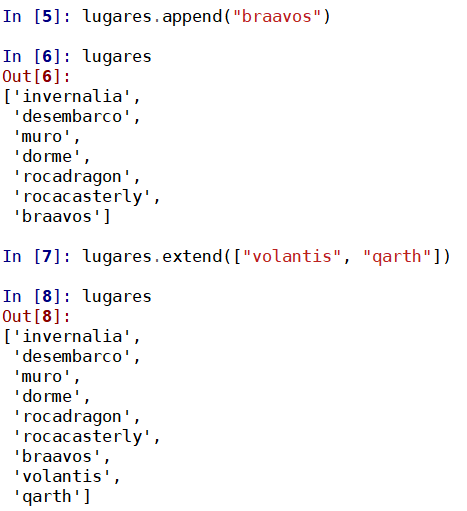 In [5]: lugares.append("braavos")
In [6]: lugares
Out[6]:
['invernalia',
 'desembarco',
 'muro',
 'dorme',
 'rocadragon',
 'rocacasterly',
 'braavos']
In [7]: lugares.extend(["volantis", "qarth"])
In [8]: lugares
Out[8]:
['invernalia',
 'desembarco',
 'muro',
 'dorme',
 'rocadragon',
 'rocacasterly',
 'braavos',
 'volantis',
 'qarth']